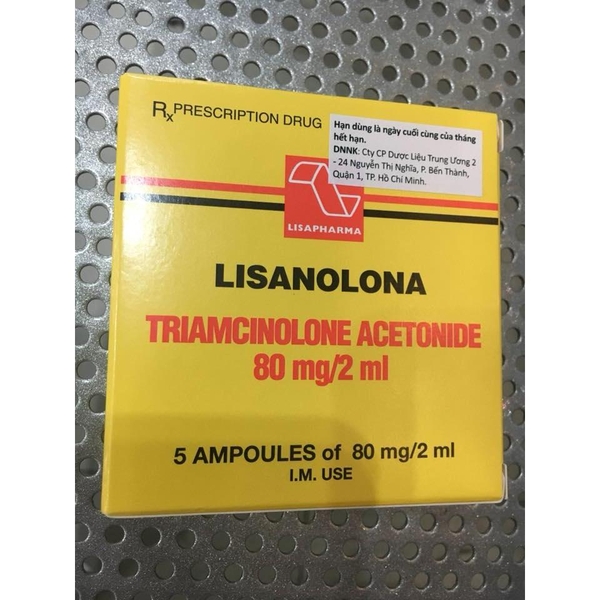 Rx PRESCRIPTION DRUG
Hạn dùng là ngày cuối cùng của tháng
hết hạn.
DNNK: Cty CP Dược Liệu Trung Ương 2
- 24 Nguyễn Thị Nghĩa, P. Bến Thành,
Quận 1, TP. Hồ Chí Minh.
LISAPHARMA
LISANOLONA
TRIAMCINOLONE ACETONIDE
80 mg/2 ml
5 AMPOULES of 80 mg/2 ml
I.M. USE